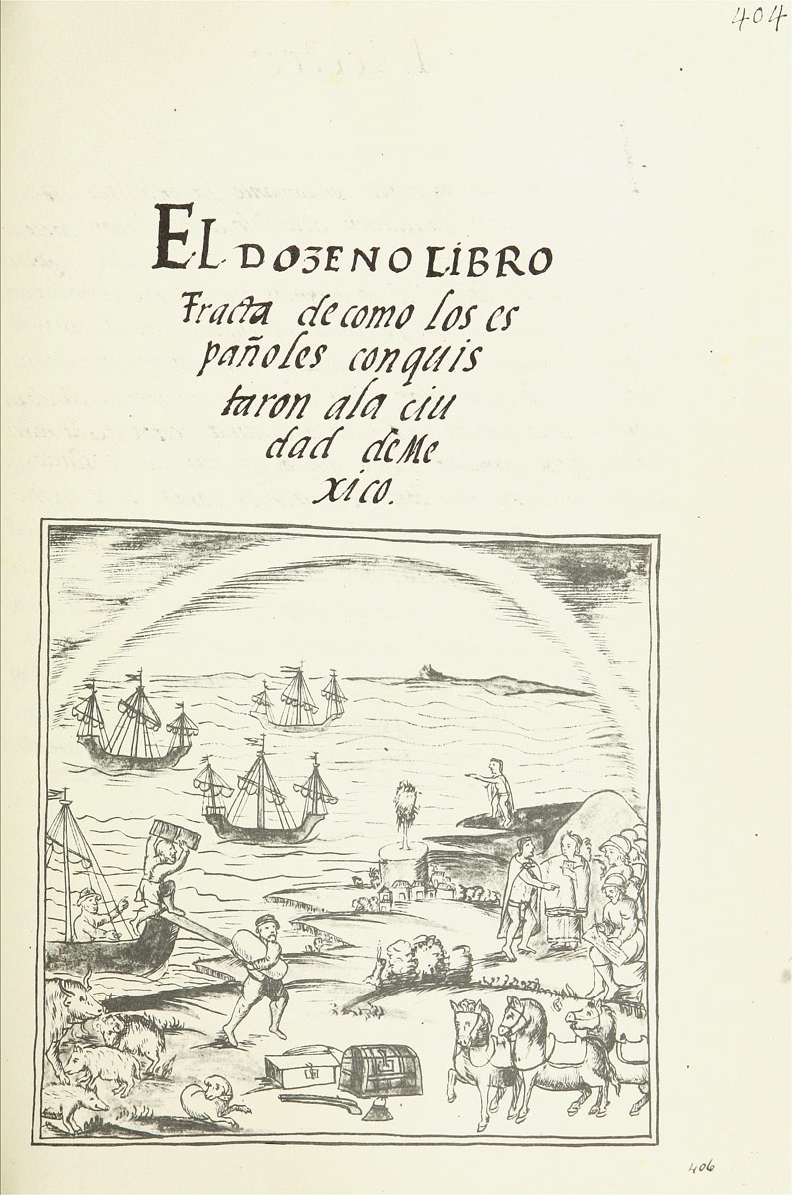 404
EL DOZENO LIBRO
Tracta de como los es
pañoles conquis
taron ala ciu
dad de Me
xico.
406